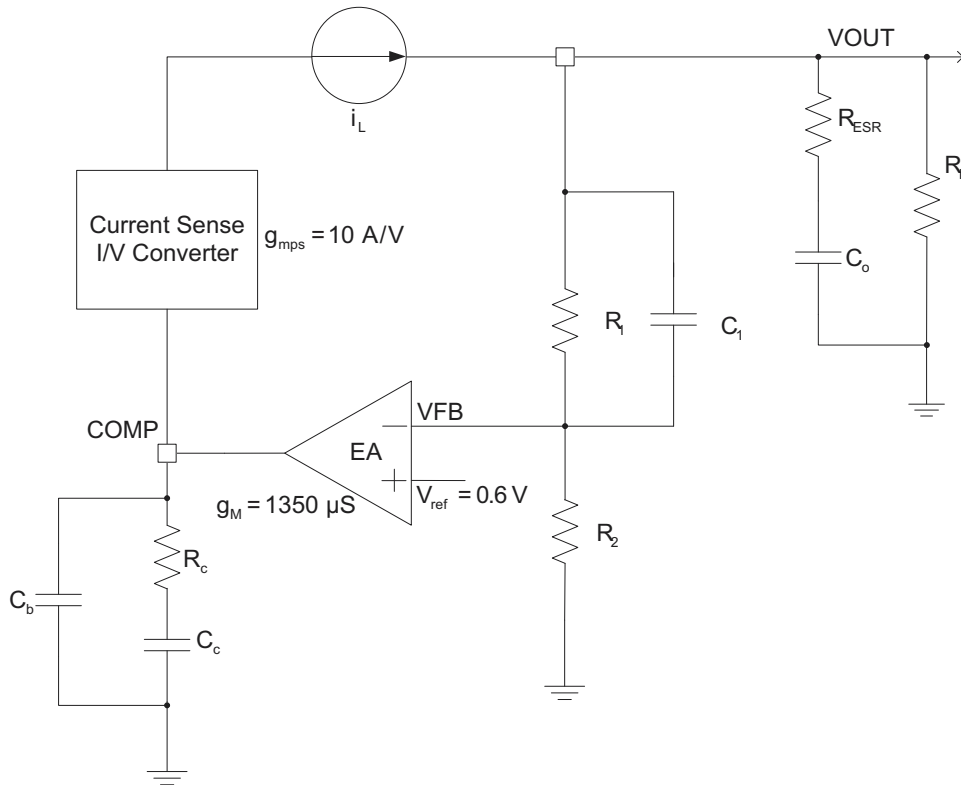 VOUT
i_L
R_ESR
Current Sense
I/V Converter
g_mps = 10 A/V
C_o
R_1
C_1
COMP
VFB
EA
V_ref = 0.6 V
g_M = 1350 µS
R_2
R_c
C_b
C_c